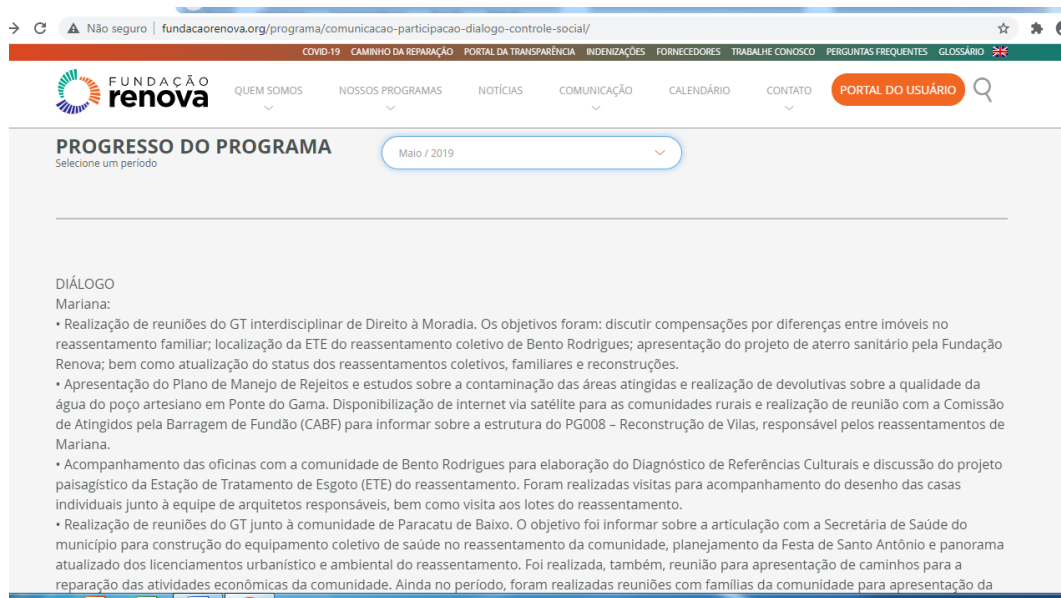 Não seguro | fundacaorenova.org/programa/comunicacao-participacao-dialogo-controle-social/
COVID-19 CAMINHO DA REPARAÇÃO PORTAL DA TRANSPARÊNCIA INDENIZAÇÕES FORNECEDORES TRABALHE CONOSCO PERGUNTAS FREQUENTES GLOSSÁRIO
FUNDAÇÃO
renova
QUEM SOMOS NOSSOS PROGRAMAS NOTÍCIAS COMUNICAÇÃO CALENDÁRIO CONTATO PORTAL DO USUÁRIO
PROGRESSO DO PROGRAMA
Selecione um período
Maio / 2019
DIÁLOGO
Mariana:
• Realização de reuniões do GT interdisciplinar de Direito à Moradia. Os objetivos foram: discutir compensações por diferenças entre imóveis no
reassentamento familiar; localização da ETE do reassentamento coletivo de Bento Rodrigues; apresentação do projeto de aterro sanitário pela Fundação
Renova; bem como atualização do status dos reassentamentos coletivos, familiares e reconstruções.
• Apresentação do Plano de Manejo de Rejeitos e estudos sobre a contaminação das áreas atingidas e realização de devolutivas sobre a qualidade da
água do poço artesiano em Ponte do Gama. Disponibilização de internet via satélite para as comunidades rurais e realização de reunião com a Comissão
de Atingidos pela Barragem de Fundão (CABF) para informar sobre a estrutura do PG008 – Reconstrução de Vilas, responsável pelos reassentamentos de
Mariana.
• Acompanhamento das oficinas com a comunidade de Bento Rodrigues para elaboração do Diagnóstico de Referências Culturais e discussão do projeto
paisagístico da Estação de Tratamento de Esgoto (ETE) do reassentamento. Foram realizadas visitas para acompanhamento do desenho das casas
individuais junto à equipe de arquitetos responsáveis, bem como visita aos lotes do reassentamento.
• Realização de reuniões do GT junto à comunidade de Paracatu de Baixo. O objetivo foi informar sobre a articulação com a Secretária de Saúde do
município para construção do equipamento coletivo de saúde no reassentamento da comunidade, planejamento da Festa de Santo Antônio e panorama
atualizado dos licenciamentos urbanístico e ambiental do reassentamento. Foi realizada, também, reunião para apresentação de caminhos para a
reparação das atividades econômicas da comunidade. Ainda no período, foram realizadas reuniões com famílias da comunidade para apresentação da